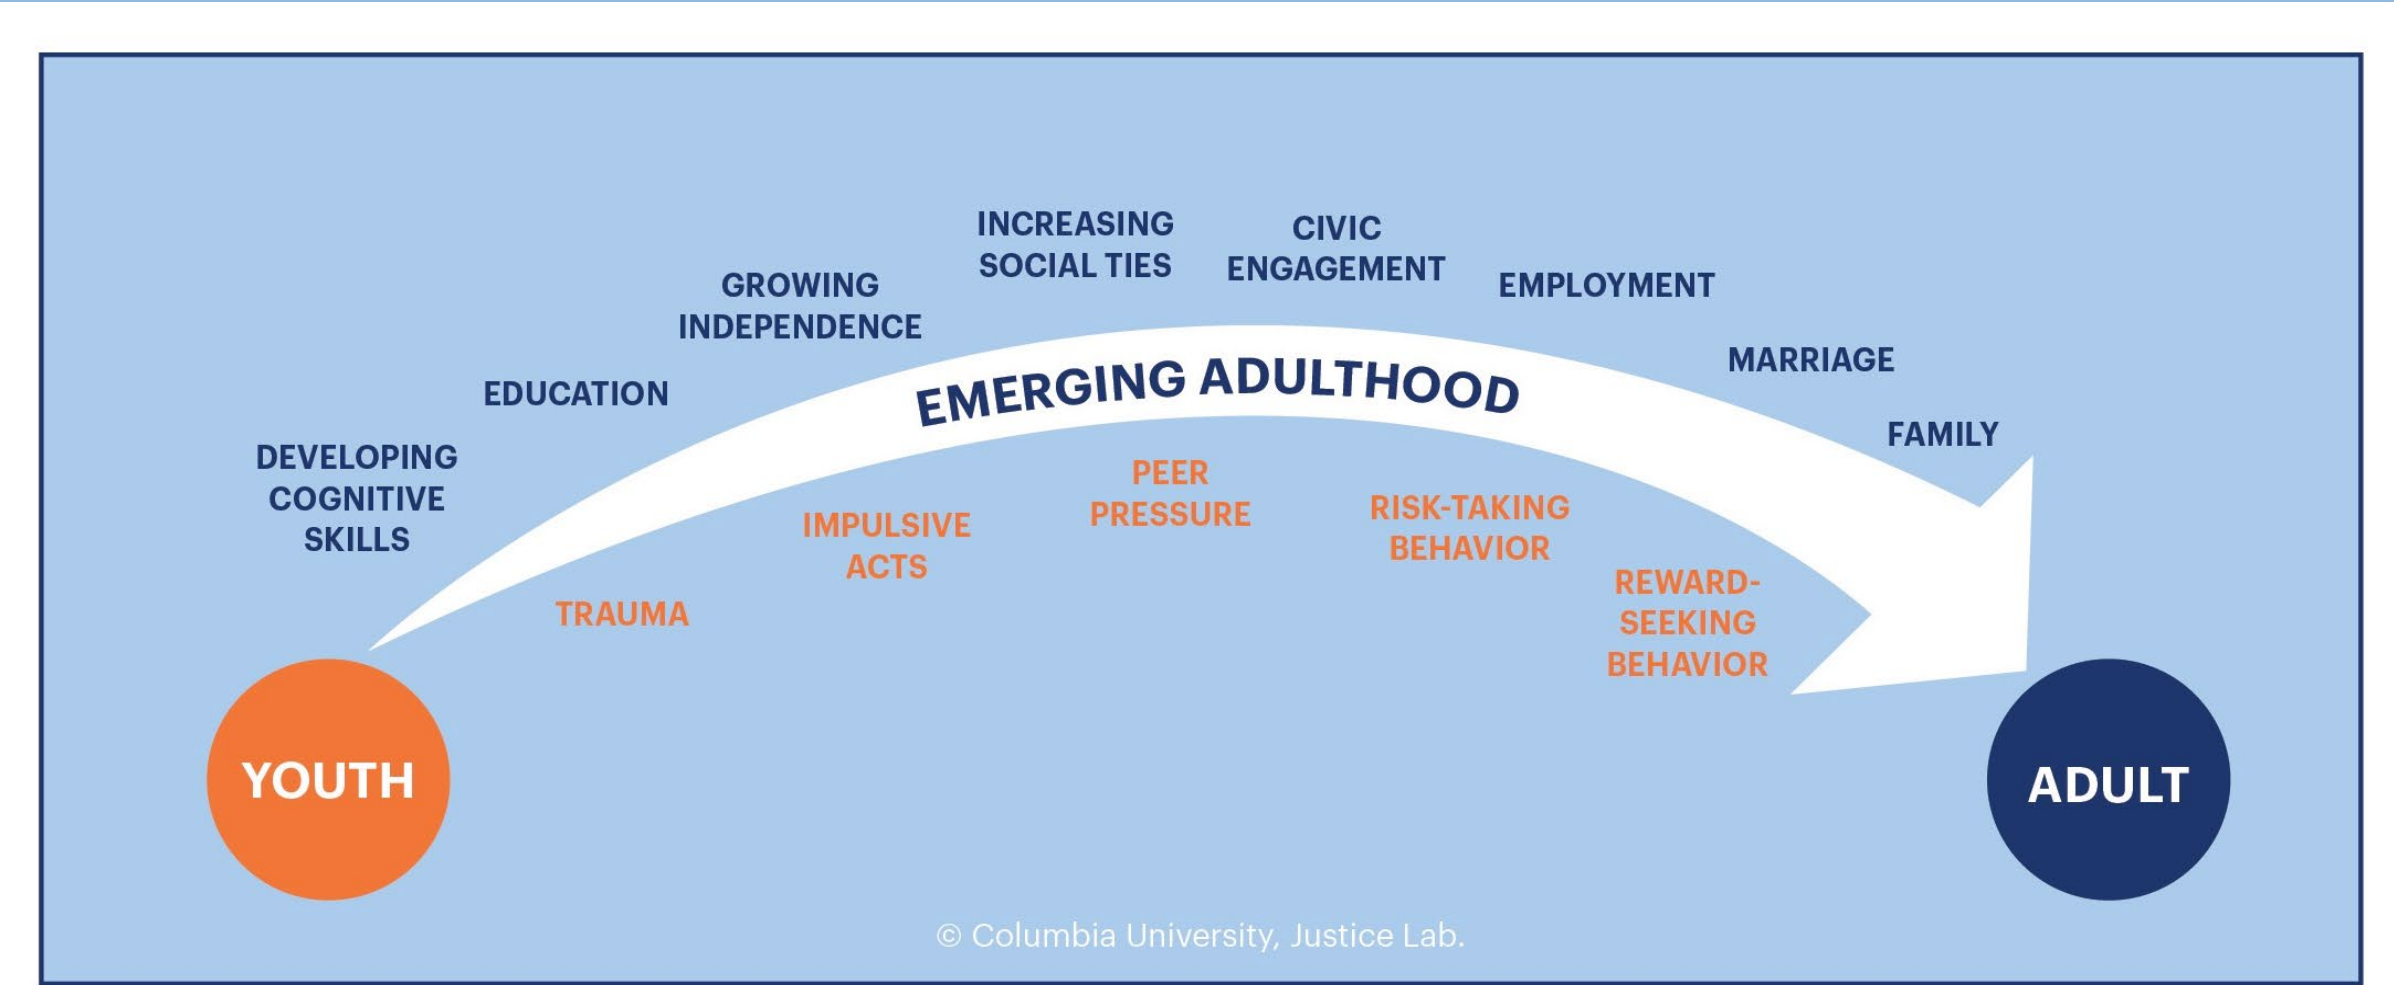 INCREASING
SOCIAL TIES
CIVIC
ENGAGEMENT
GROWING
INDEPENDENCE
EMPLOYMENT
EDUCATION
MARRIAGE
DEVELOPING
COGNITIVE
SKILLS
FAMILY
EMERGING ADULTHOOD
TRAUMA
IMPULSIVE
ACTS
PEER
PRESSURE
RISK-TAKING
BEHAVIOR
REWARD-
SEEKING
BEHAVIOR
YOUTH
ADULT
© Columbia University, Justice Lab.